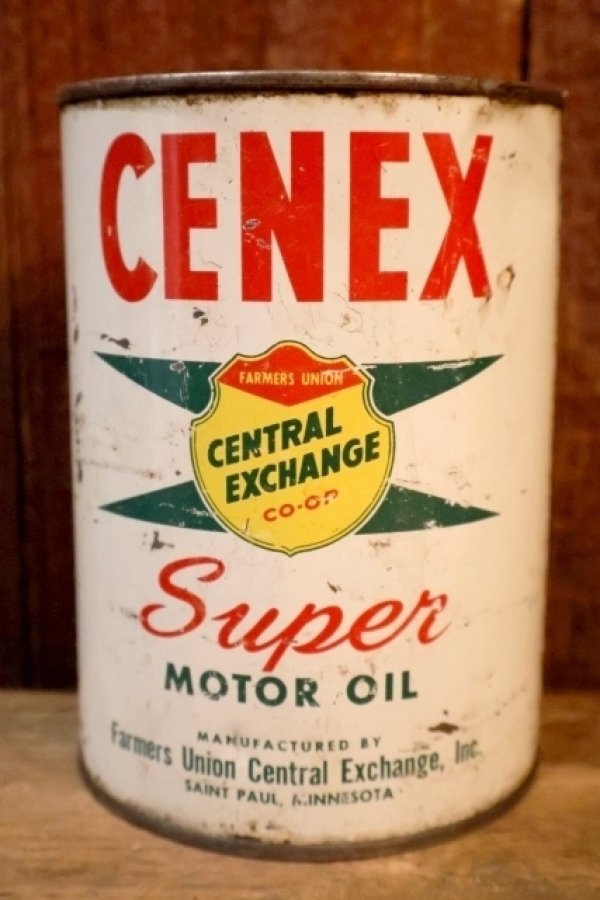 CENEX
FARMERS UNION
CENTRAL
EXCHANGE
CO-OP
Super
MOTOR OIL
MANUFACTURED BY
Farmers Union Central Exchange, Inc.
SAINT PAUL, MINNESOTA